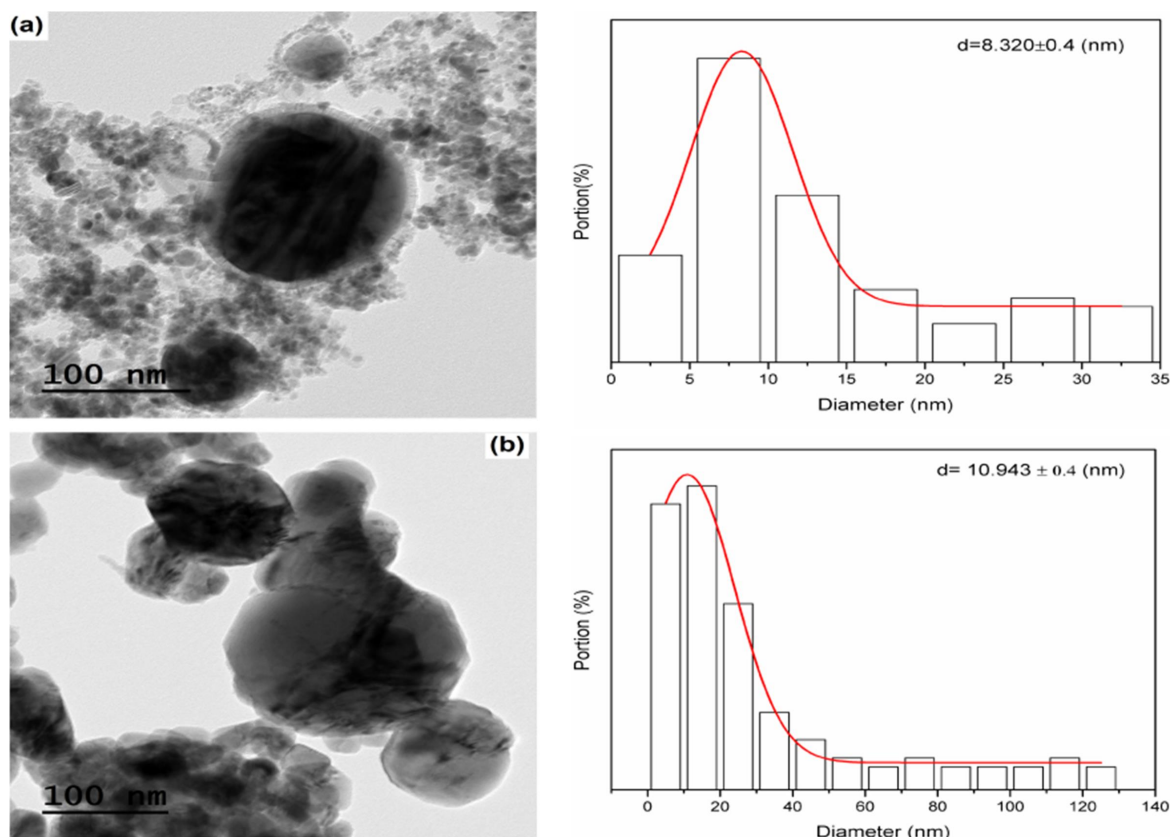 (a)
100 nm
d=8.320±0.4 (nm)
Portion(%)
0 5 10 15 20 25 30 35
Diameter (nm)
(b)
100 nm
d= 10.943 ± 0.4 (nm)
Portion (%)
0 20 40 60 80 100 120 140
Diameter (nm)